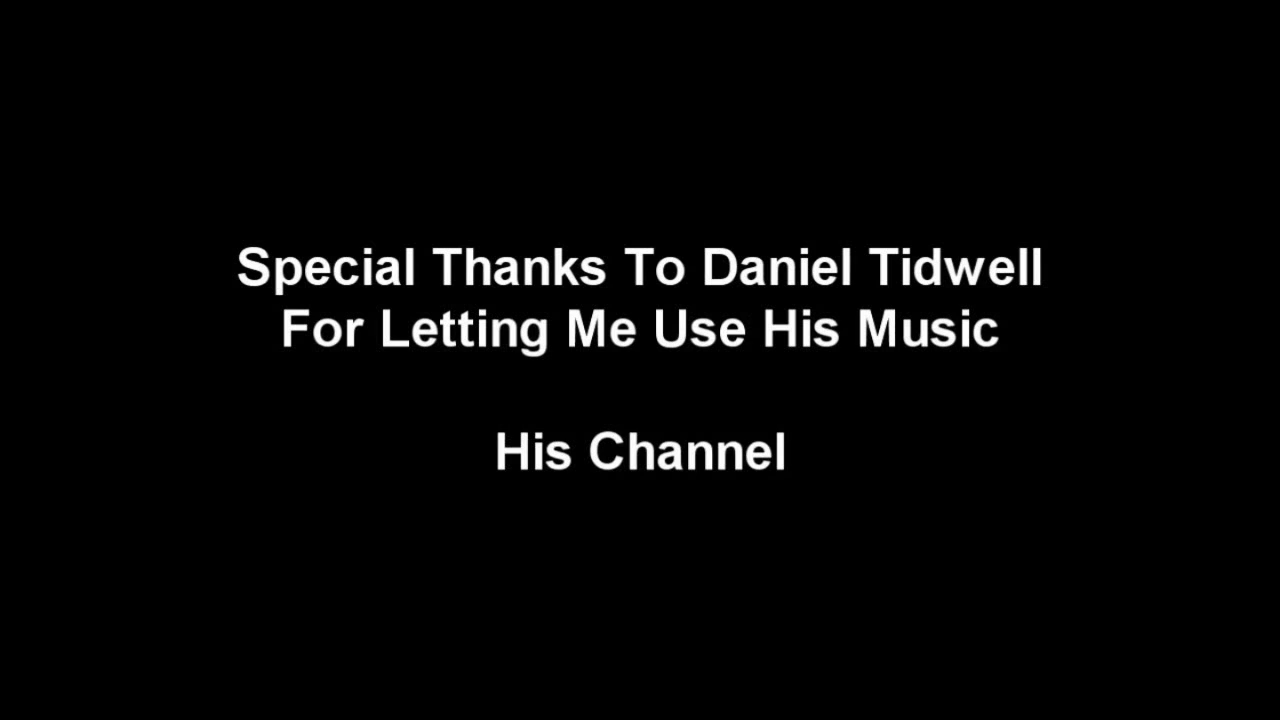 Special Thanks To Daniel Tidwell
For Letting Me Use His Music
His Channel